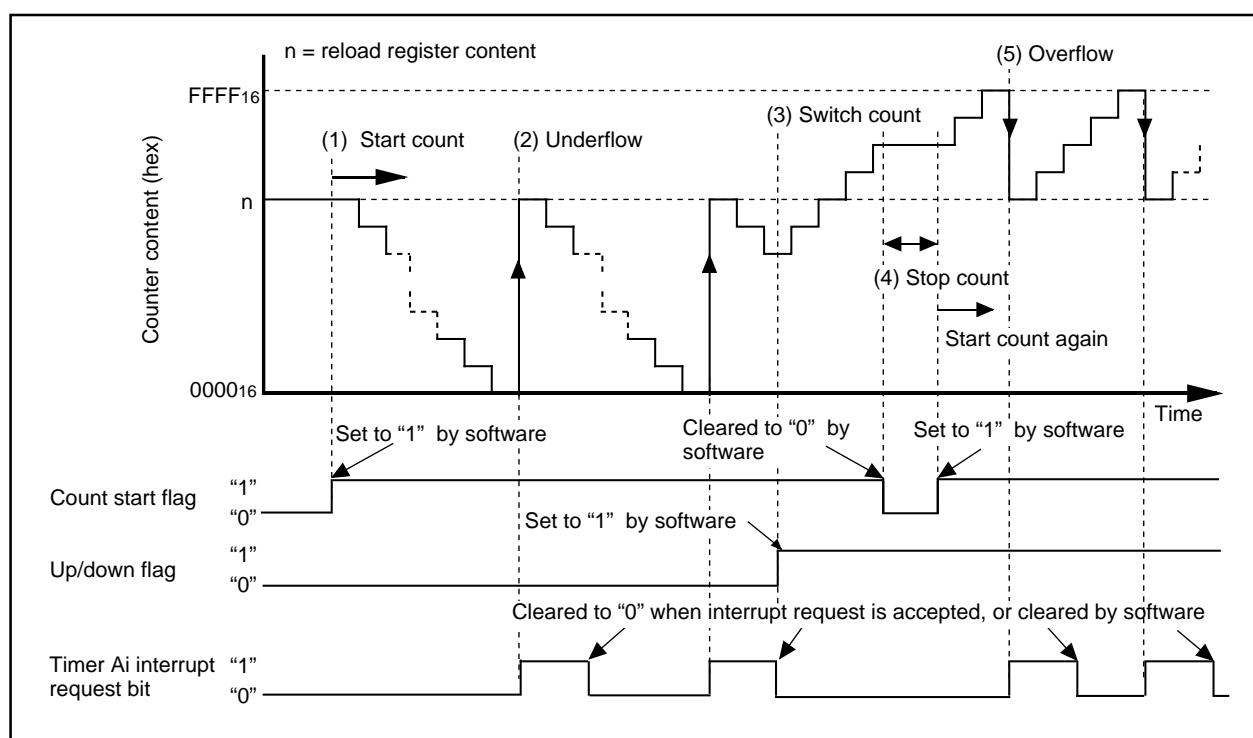 n = reload register content
(5) Overflow
FFFF16
(3) Switch count
(1) Start count
(2) Underflow
n
Counter content (hex)
(4) Stop count
Start count again
000016
Time
Set to “1” by software
Cleared to “0” by
software
Set to “1” by software
Count start flag
“1”
“0”
Set to “1” by software
Up/down flag
“1”
“0”
Cleared to “0” when interrupt request is accepted, or cleared by software
Timer Ai interrupt
request bit
“1”
“0”